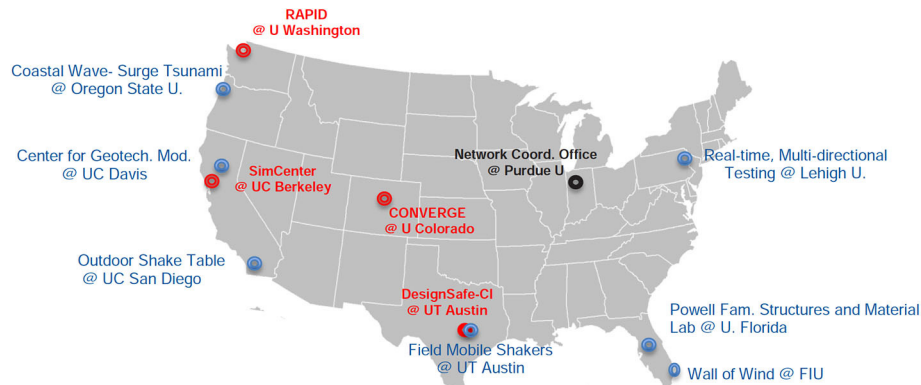 RAPID
@ U Washington
Coastal Wave- Surge Tsunami
@ Oregon State U.
Center for Geotech. Mod.
@ UC Davis
SimCenter
@ UC Berkeley
Network Coord. Office
@ Purdue U
Real-time, Multi-directional
Testing @ Lehigh U.
CONVERGE
@ U Colorado
Outdoor Shake Table
@ UC San Diego
DesignSafe-CI
@ UT Austin
Field Mobile Shakers
@ UT Austin
Powell Fam. Structures and Material
Lab @ U. Florida
Wall of Wind @ FIU